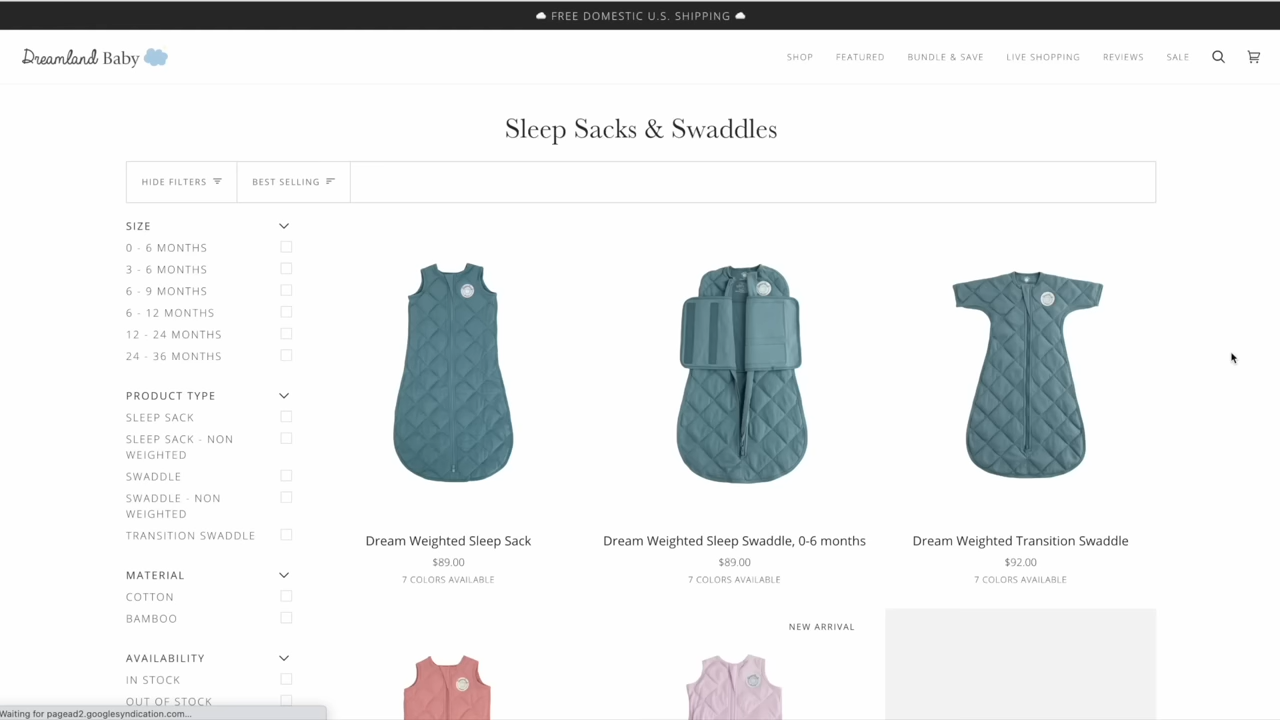 FREE DOMESTIC U.S. SHIPPING
Dreamland Baby
SHOP FEATURED BUNDLE & SAVE LIVE SHOPPING REVIEWS SALE
Sleep Sacks & Swaddles
HIDE FILTERS BEST SELLING
SIZE
0 - 6 MONTHS
3 - 6 MONTHS
6 - 9 MONTHS
6 - 12 MONTHS
12 - 24 MONTHS
24 - 36 MONTHS
PRODUCT TYPE
SLEEP SACK
SLEEP SACK - NON
WEIGHTED
SWADDLE
SWADDLE - NON
WEIGHTED
TRANSITION SWADDLE
MATERIAL
COTTON
BAMBOO
AVAILABILITY
IN STOCK
OUT OF STOCK
Dream Weighted Sleep Sack
$89.00
7 COLORS AVAILABLE
Dream Weighted Sleep Swaddle, 0-6 months
$89.00
7 COLORS AVAILABLE
Dream Weighted Transition Swaddle
$92.00
7 COLORS AVAILABLE
NEW ARRIVAL
Waiting for pagead2.googlesyndication.com...